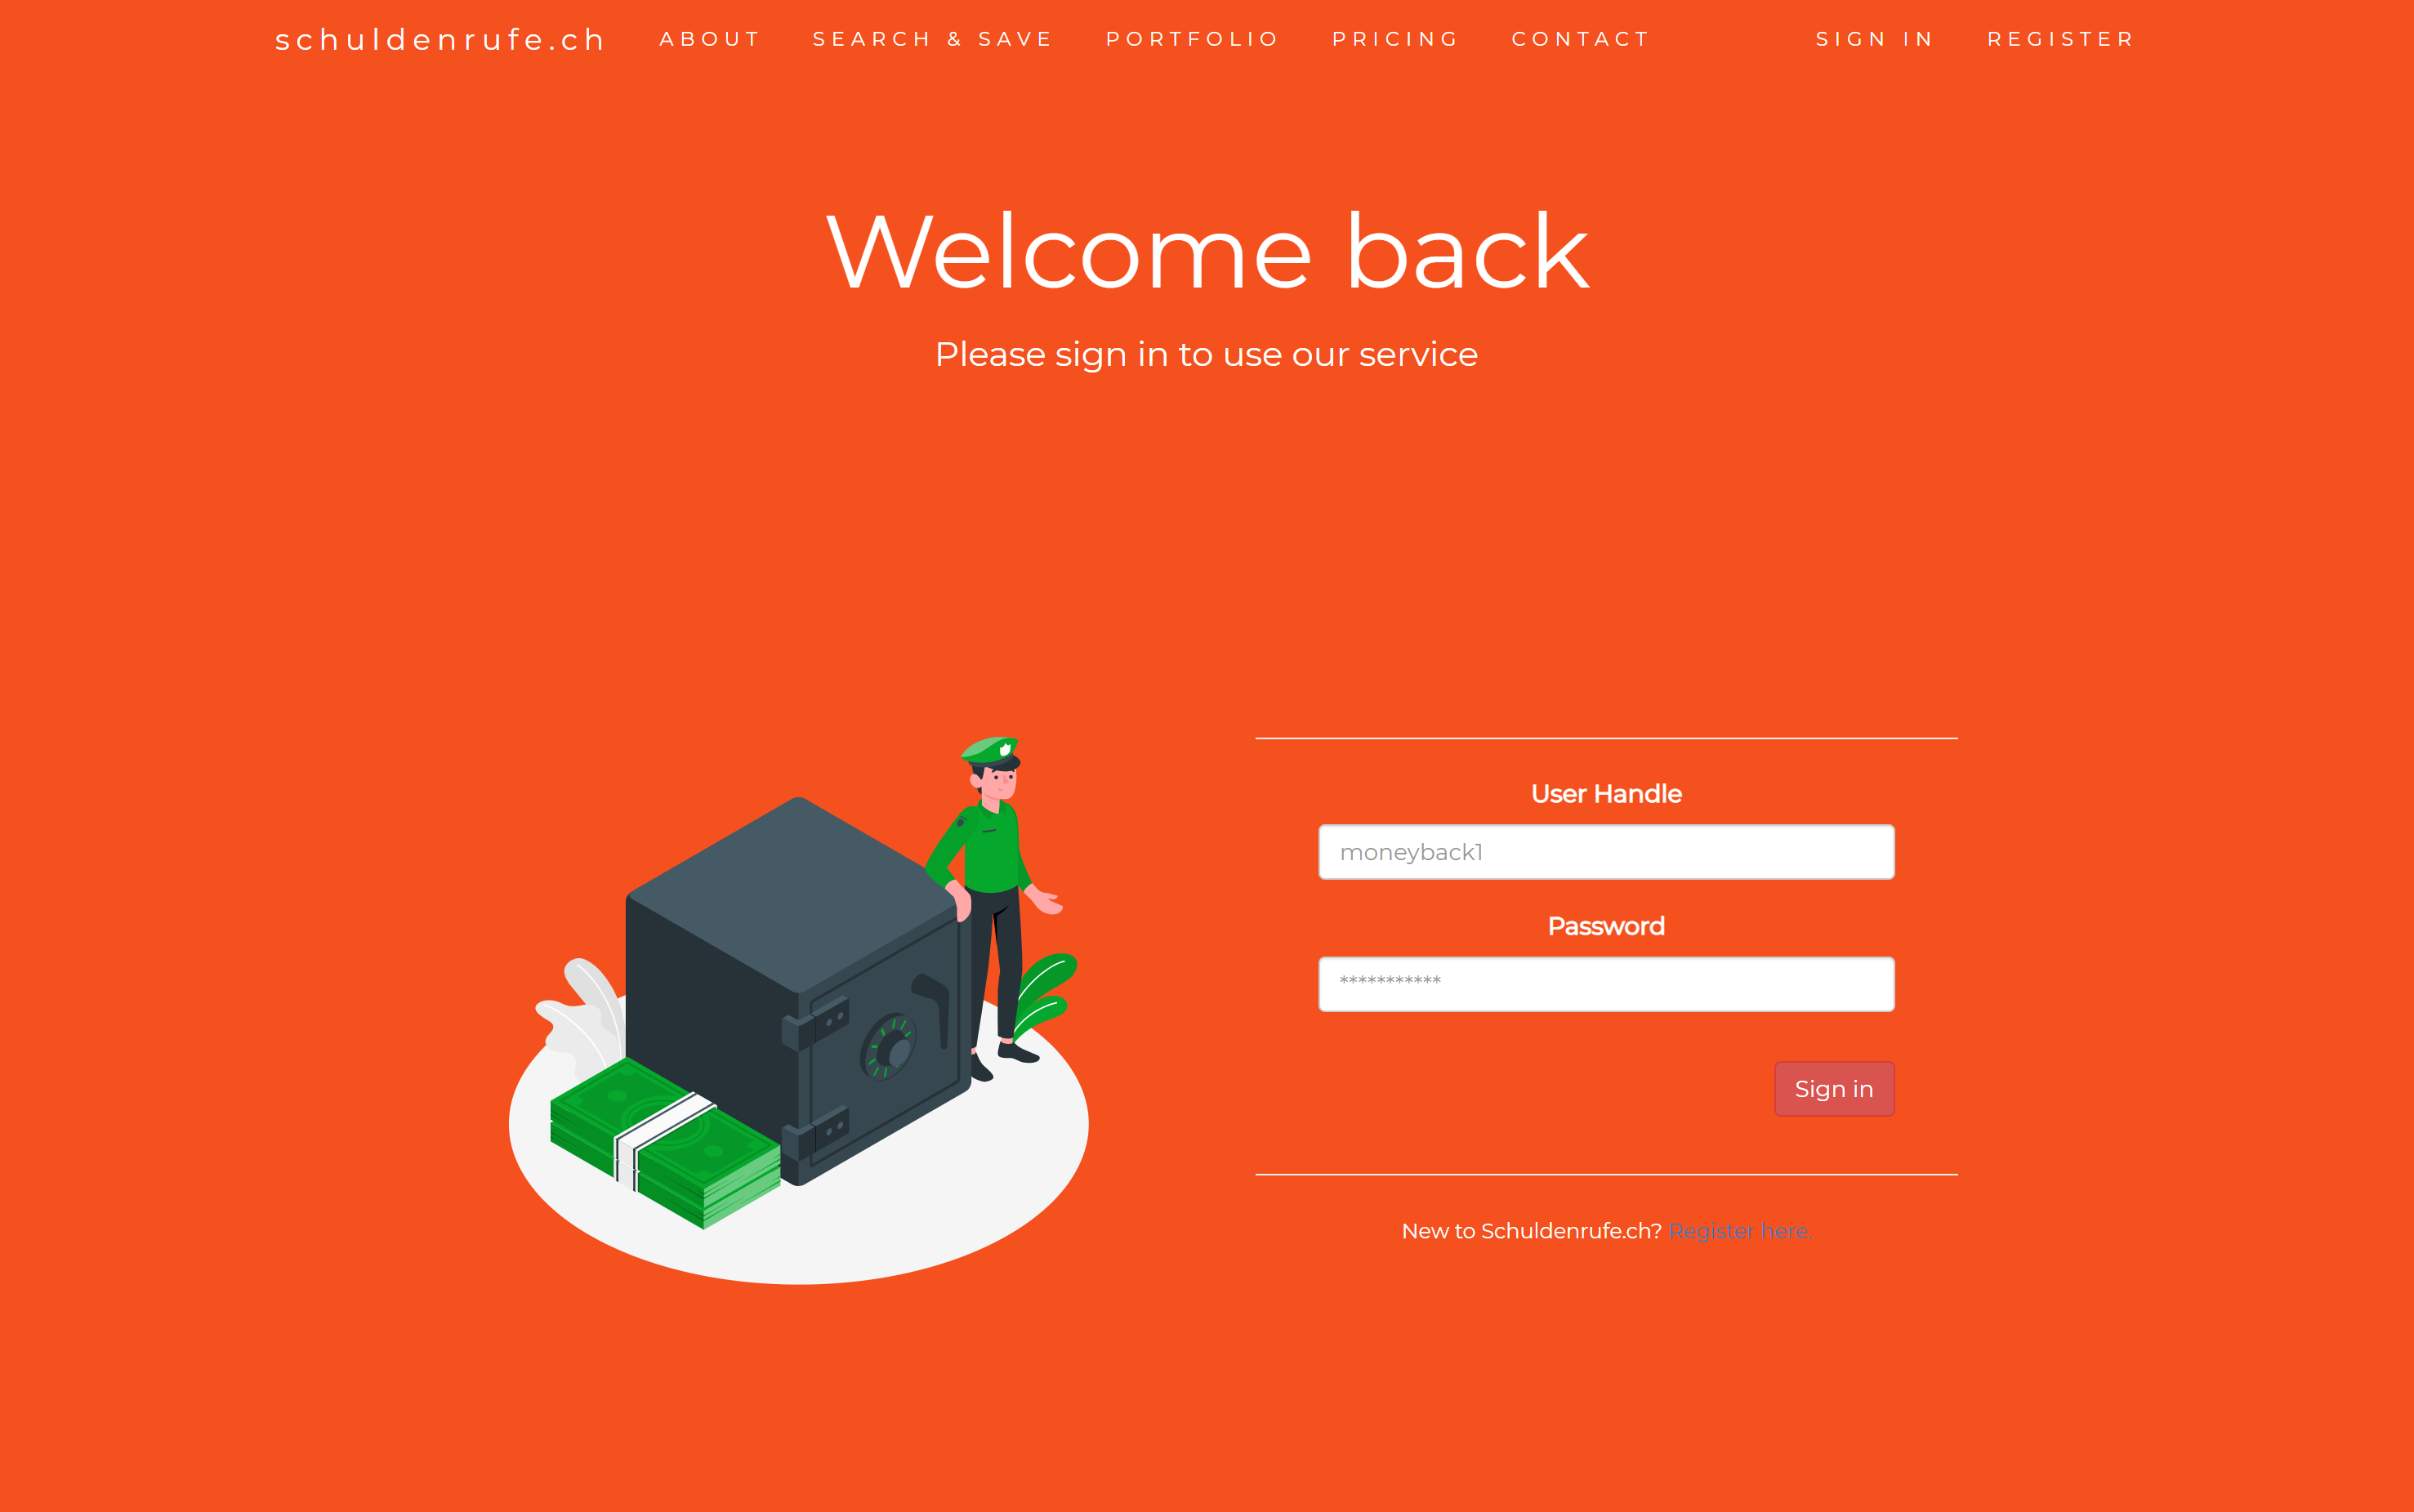 schuldenrufe.ch ABOUT SEARCH & SAVE PORTFOLIO PRICING CONTACT SIGN IN REGISTER
Welcome back
Please sign in to use our service
User Handle
moneyback1
Password
***********
Sign in
New to Schuldenrufe.ch? Register here.